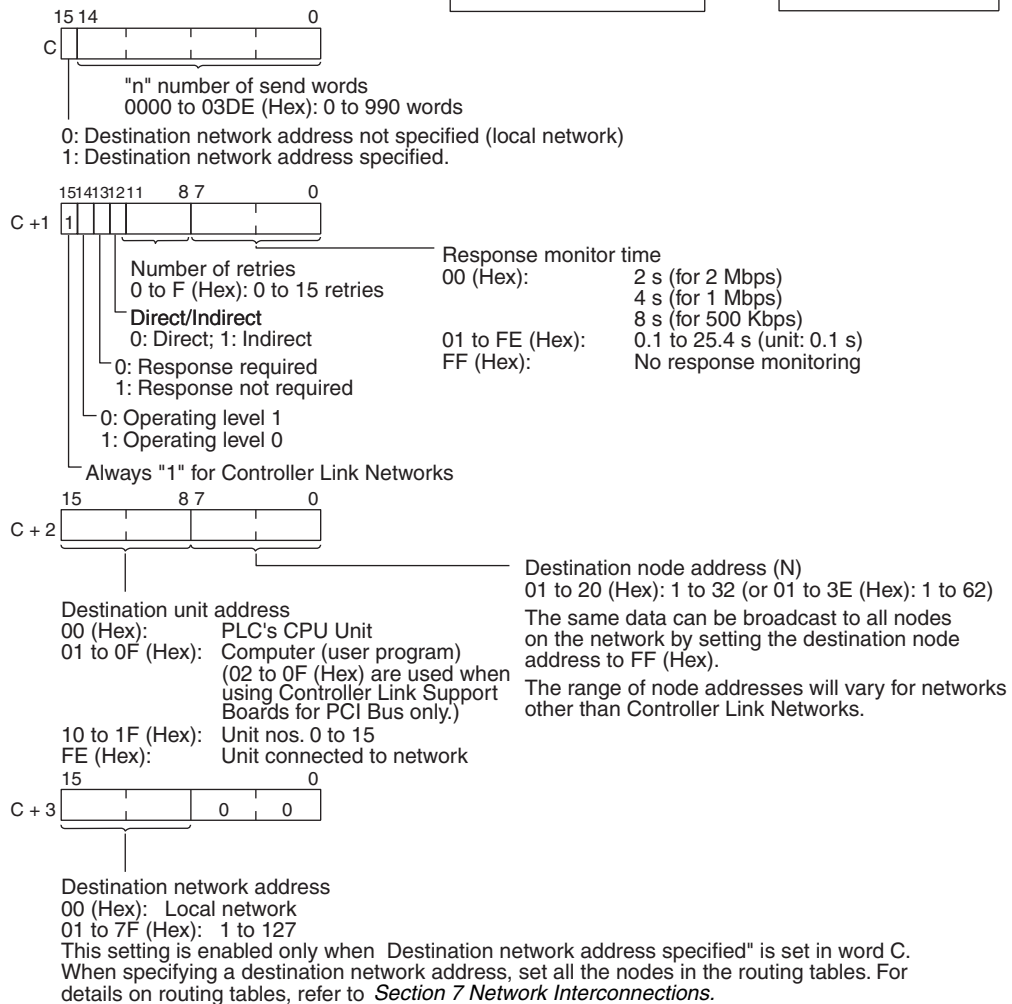 15 14 0
C
"n" number of send words
0000 to 03DE (Hex): 0 to 990 words
0: Destination network address not specified (local network)
1: Destination network address specified.
15 14 13 12 11 8 7 0
C +1 1
Response monitor time
00 (Hex): 2 s (for 2 Mbps)
4 s (for 1 Mbps)
8 s (for 500 Kbps)
01 to FE (Hex): 0.1 to 25.4 s (unit: 0.1 s)
FF (Hex): No response monitoring
Number of retries
0 to F (Hex): 0 to 15 retries
Direct/Indirect
0: Direct; 1: Indirect
0: Response required
1: Response not required
0: Operating level 1
1: Operating level 0
Always "1" for Controller Link Networks
15 8 7 0
C + 2
Destination node address (N)
01 to 20 (Hex): 1 to 32 (or 01 to 3E (Hex): 1 to 62)
The same data can be broadcast to all nodes
on the network by setting the destination node
address to FF (Hex).
The range of node addresses will vary for networks
other than Controller Link Networks.
Destination unit address
00 (Hex): PLC's CPU Unit
01 to 0F (Hex): Computer (user program)
(02 to 0F (Hex) are used when
using Controller Link Support
Boards for PCI Bus only.)
10 to 1F (Hex): Unit nos. 0 to 15
FE (Hex): Unit connected to network
15 0
C + 3 0 0
Destination network address
00 (Hex): Local network
01 to 7F (Hex): 1 to 127
This setting is enabled only when Destination network address specified" is set in word C.
When specifying a destination network address, set all the nodes in the routing tables. For
details on routing tables, refer to Section 7 Network Interconnections.